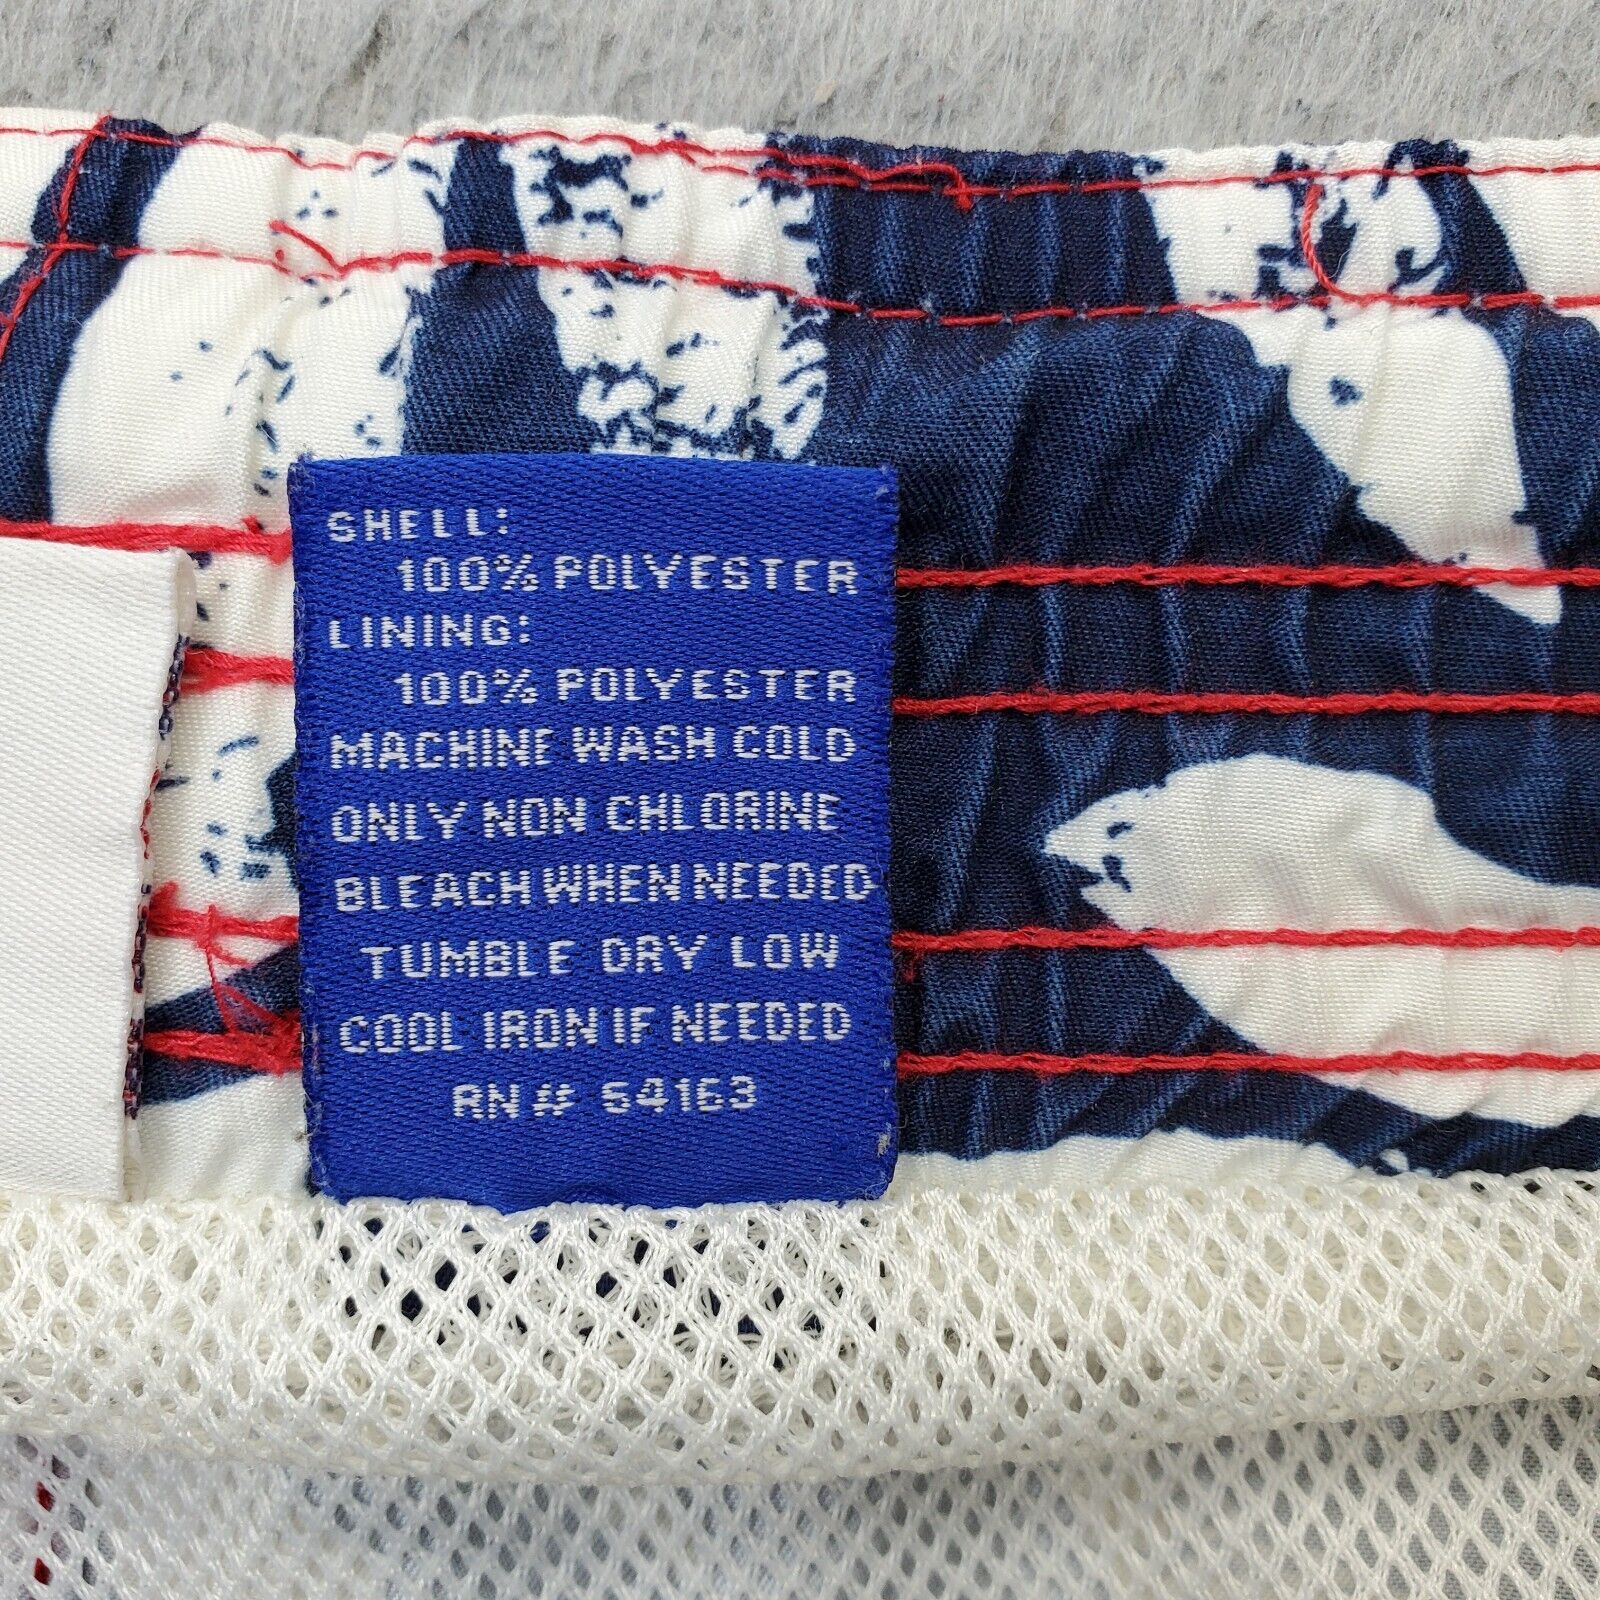 SHELL:
100% POLYESTER
LINING:
100% POLYESTER
MACHINE WASH COLD
ONLY NON CHLORINE
BLEACH WHEN NEEDED
TUMBLE DRY LOW
COOL IRON IF NEEDED
RN# 54163